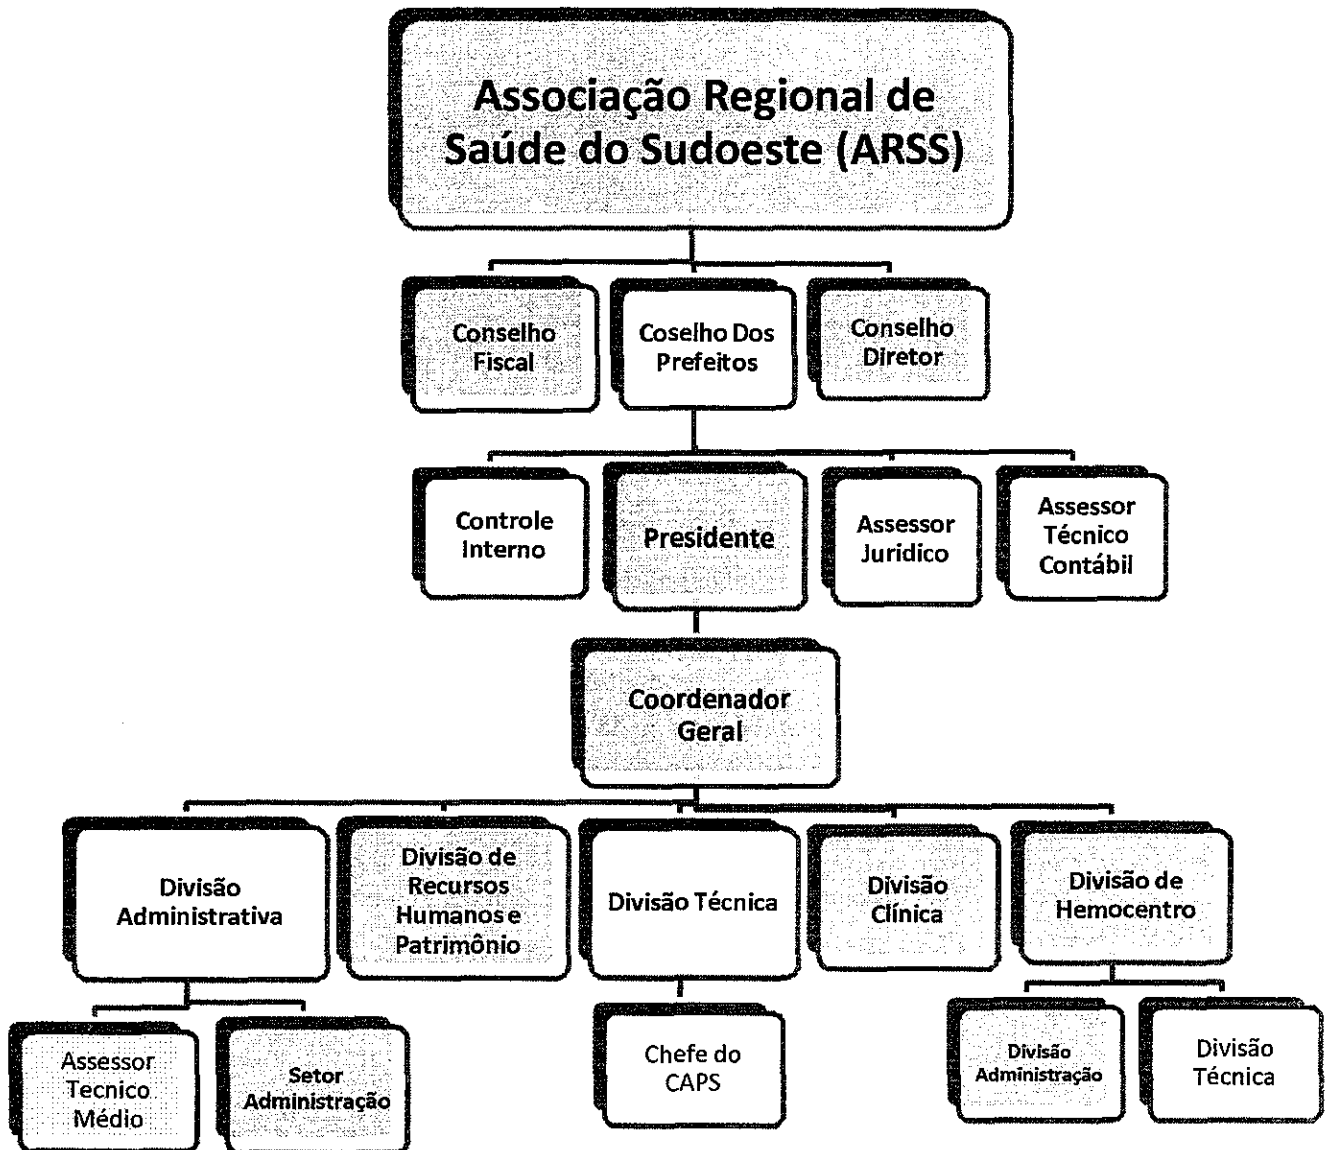 Associação Regional de
Saúde do Sudoeste (ARSS)
Conselho
Fiscal
Coselho Dos
Prefeitos
Conselho
Diretor
Controle
Interno
Presidente
Assessor
Juridico
Assessor
Técnico
Contábil
Coordenador
Geral
Divisão
Administrativa
Divisão de
Recursos
Humanos e
Patrimônio
Divisão Técnica
Divisão
Clínica
Divisão de
Hemocentro
Assessor
Tecnico
Médio
Setor
Administração
Chefe do
CAPS
Divisão
Administração
Divisão
Técnica